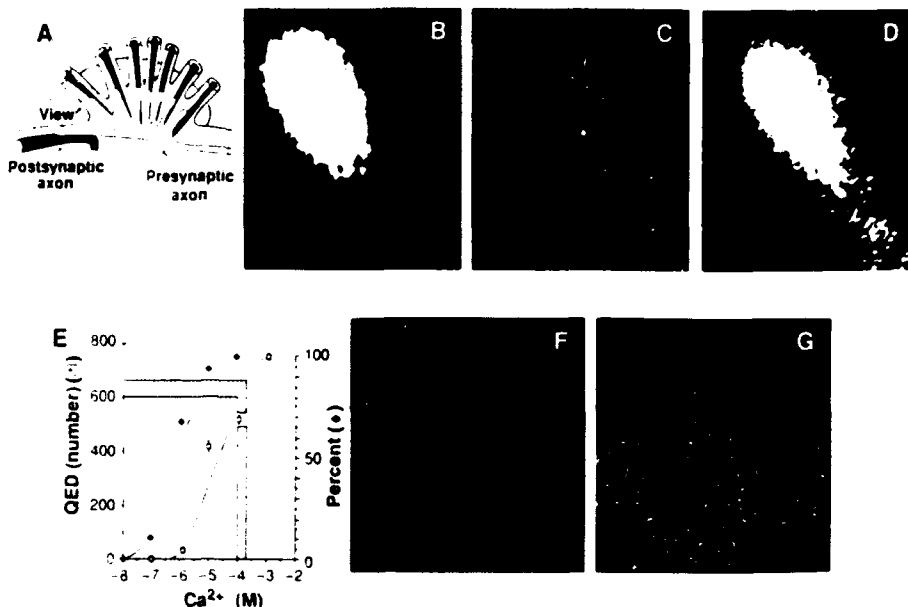 A
View
Postsynaptic
axon
Presynaptic
axon
B
C
D
E
800
600
400
200
0
QED (number)
100
50
0
Percent (♦)
-8 -7 -6 -5 -4 -3 -2
Ca²⁺ (M)
F
G